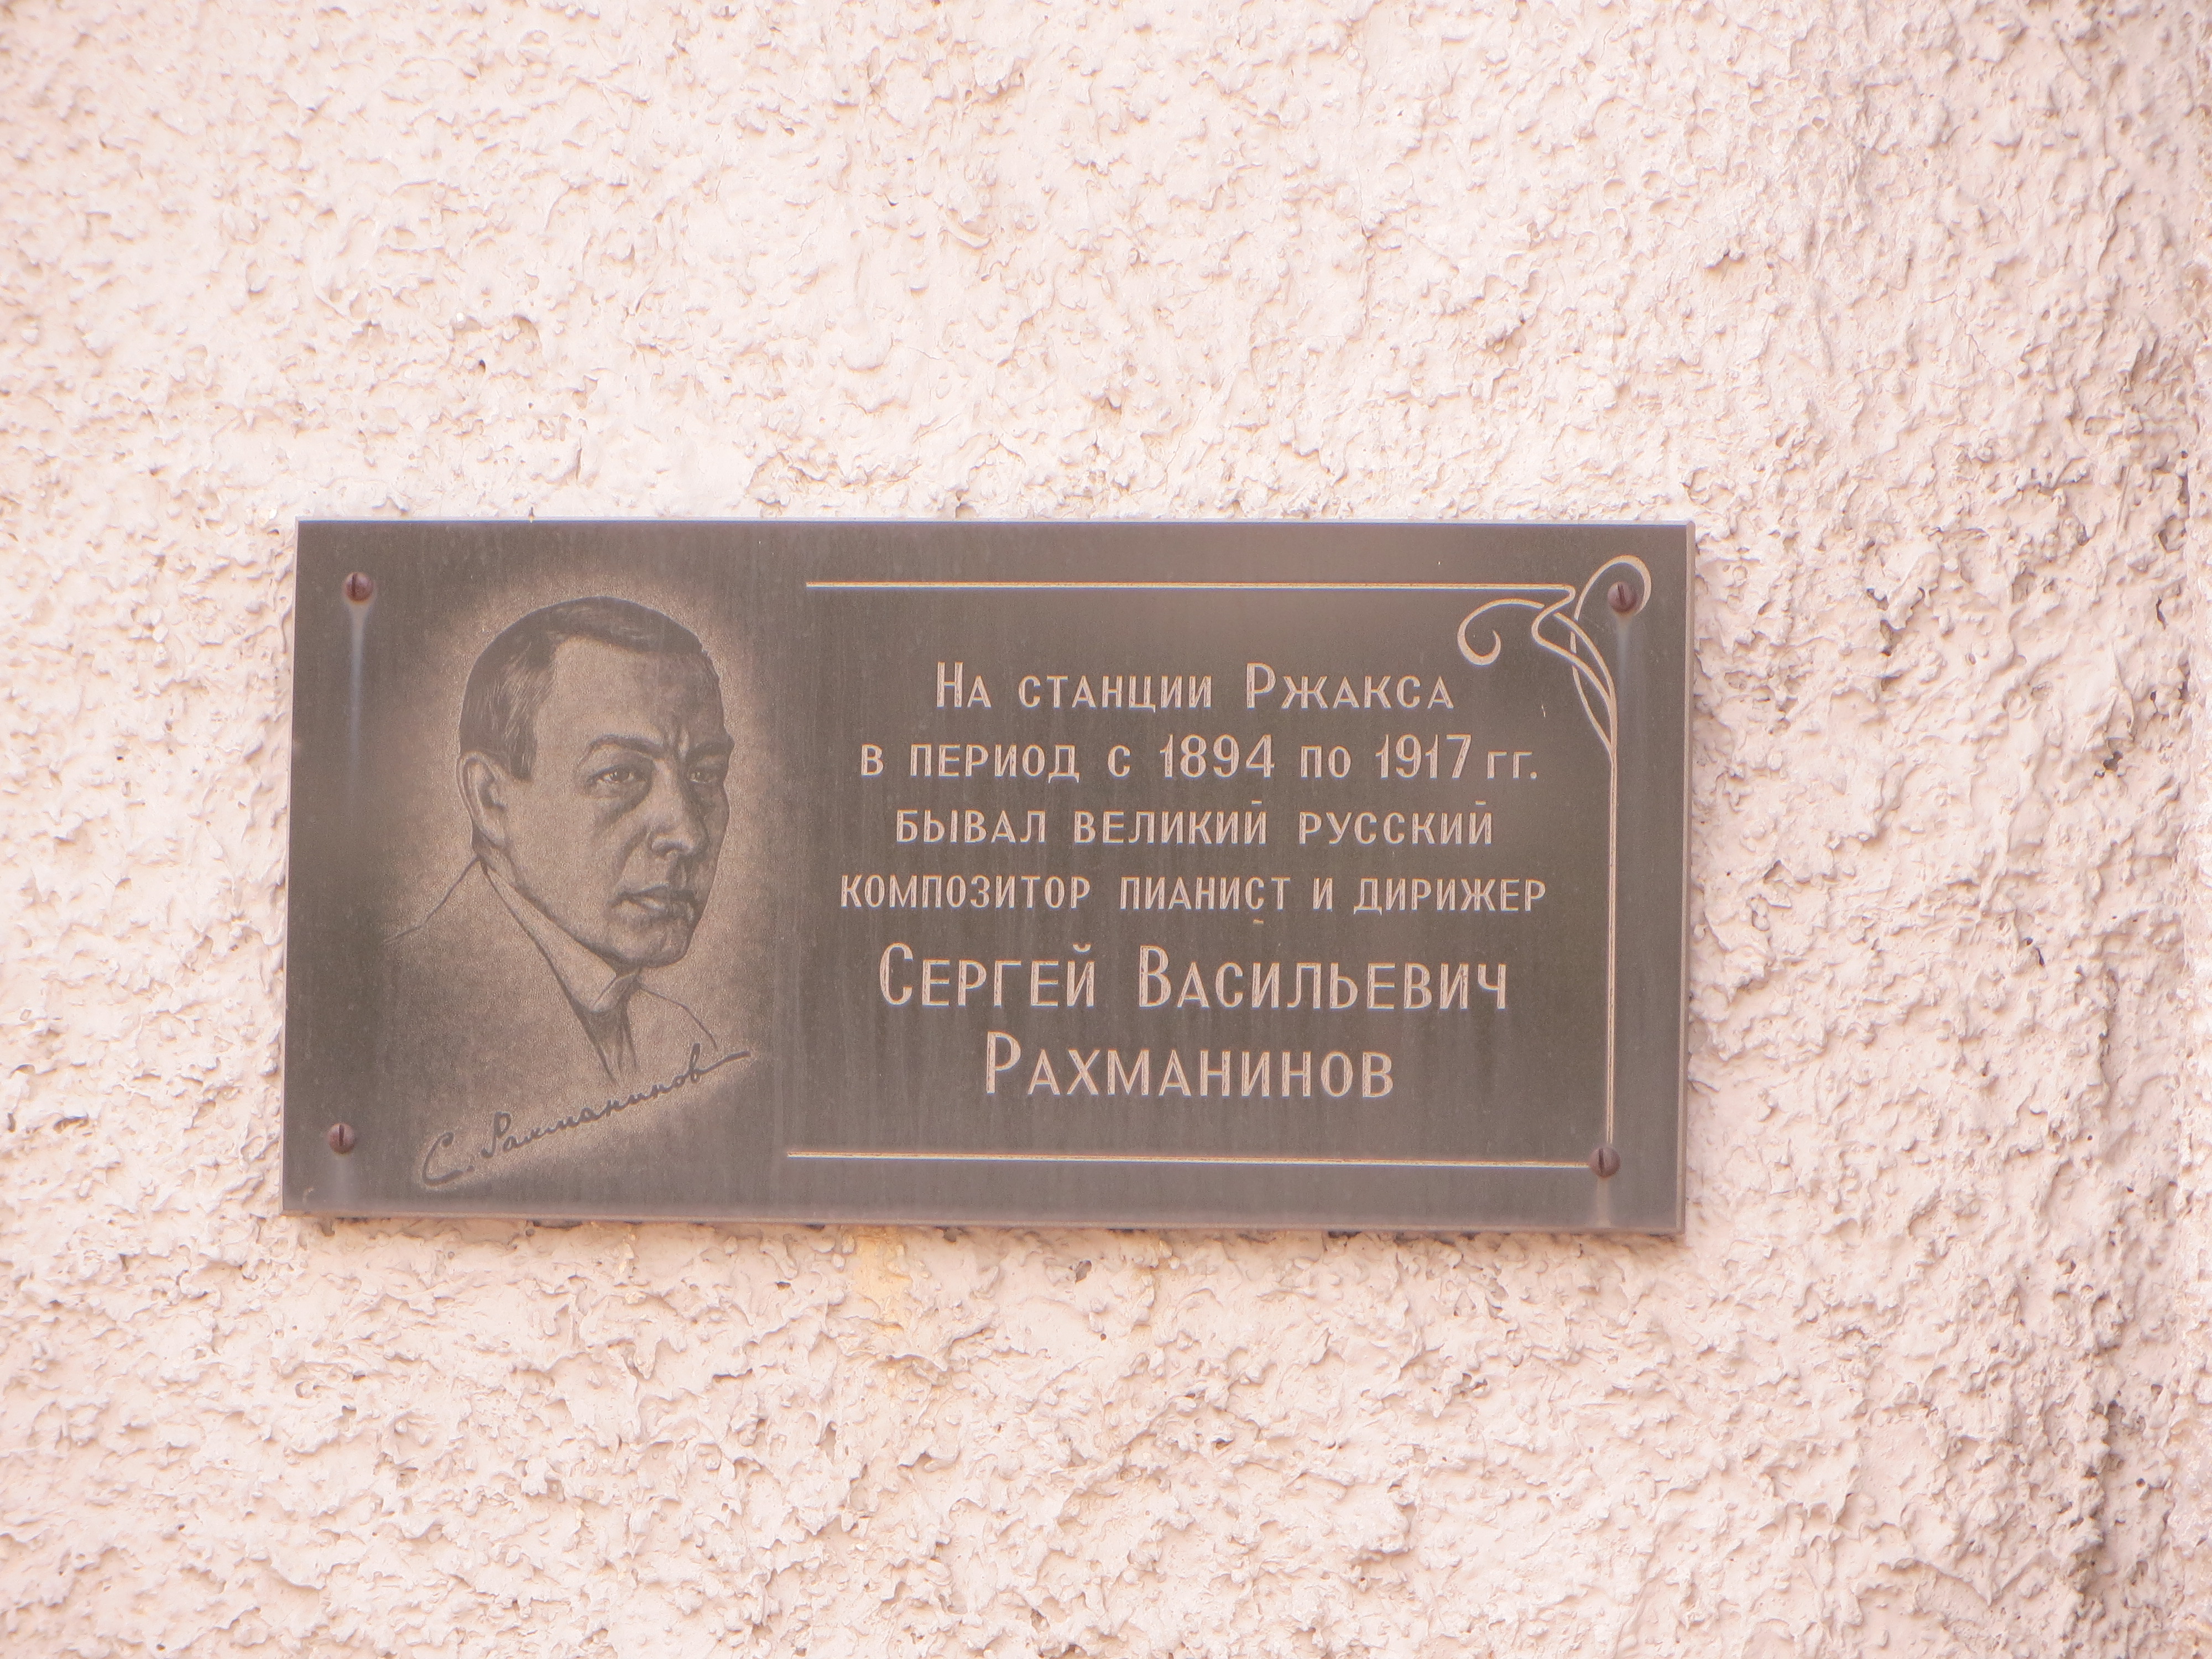 На станции Ржакса
в период с 1894 по 1917 гг.
бывал великий русский
композитор пианист и дирижер
Сергей Васильевич
Рахманинов
С. Рахманинов